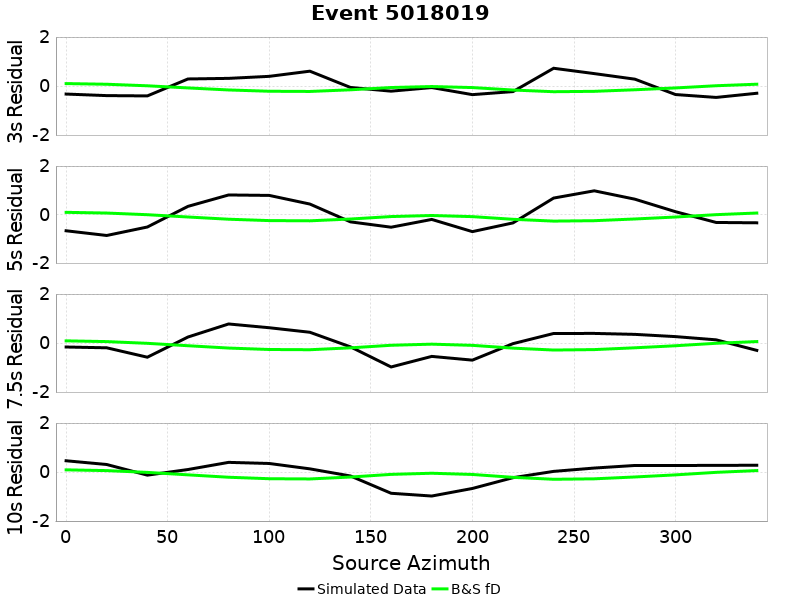 Event 5018019
3s Residual
2
0
-2
5s Residual
2
0
-2
7.5s Residual
2
0
-2
10s Residual
2
0
-2
0 50 100 150 200 250 300
Source Azimuth
Simulated Data B&S fD